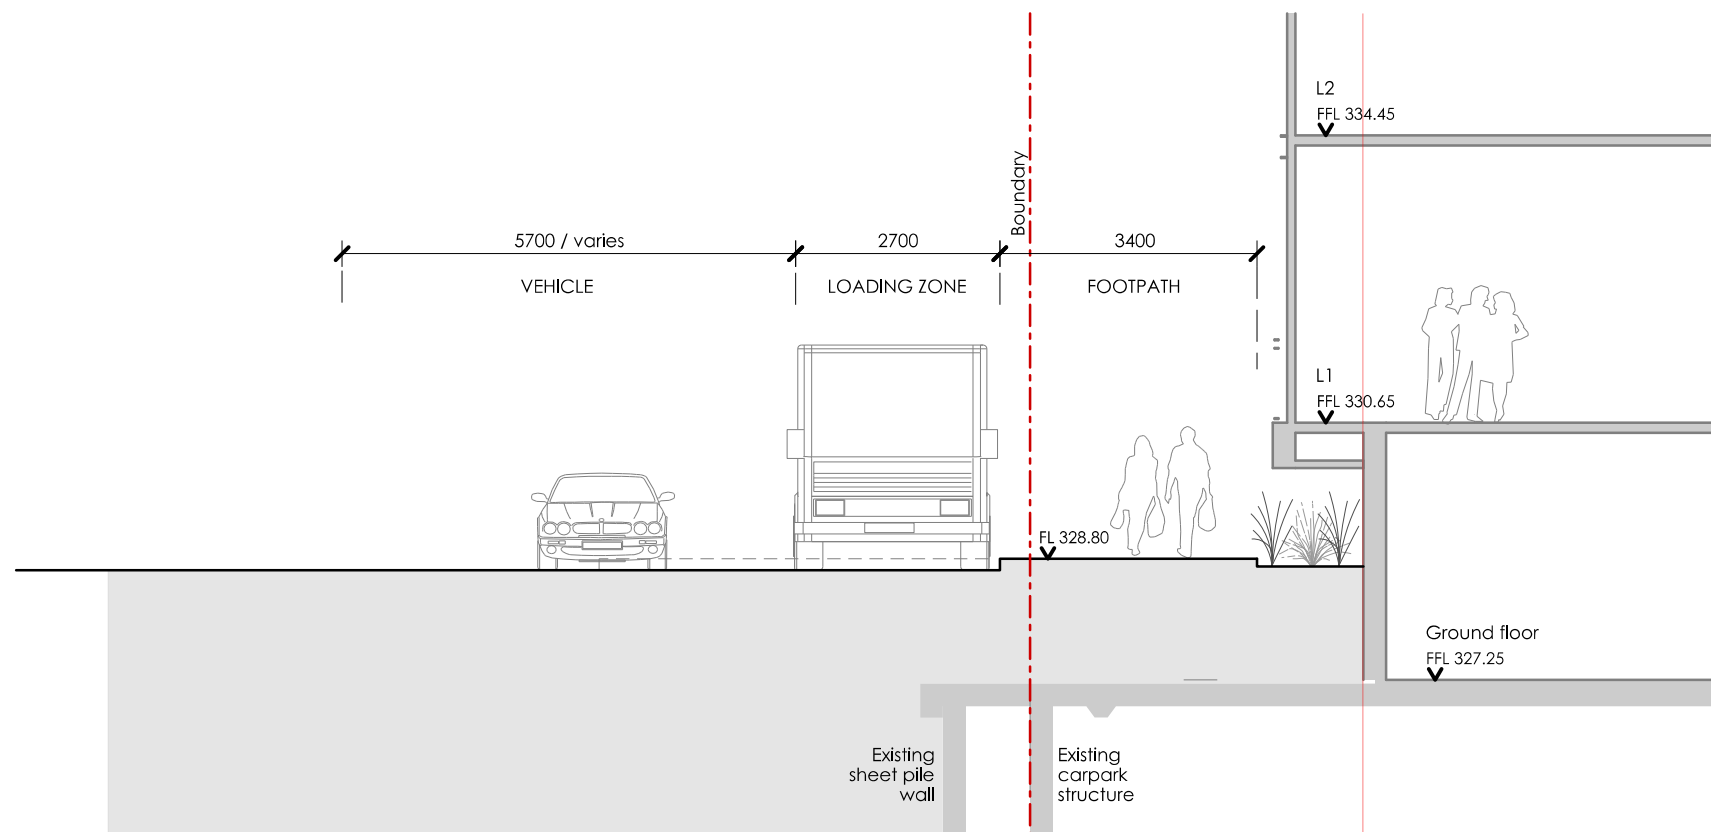 L2
FFL 334.45
Boundary
5700 / varies
2700
3400
VEHICLE
LOADING ZONE
FOOTPATH
L1
FFL 330.65
FL 328.80
Ground floor
FFL 327.25
Existing
sheet pile
wall
Existing
carpark
structure